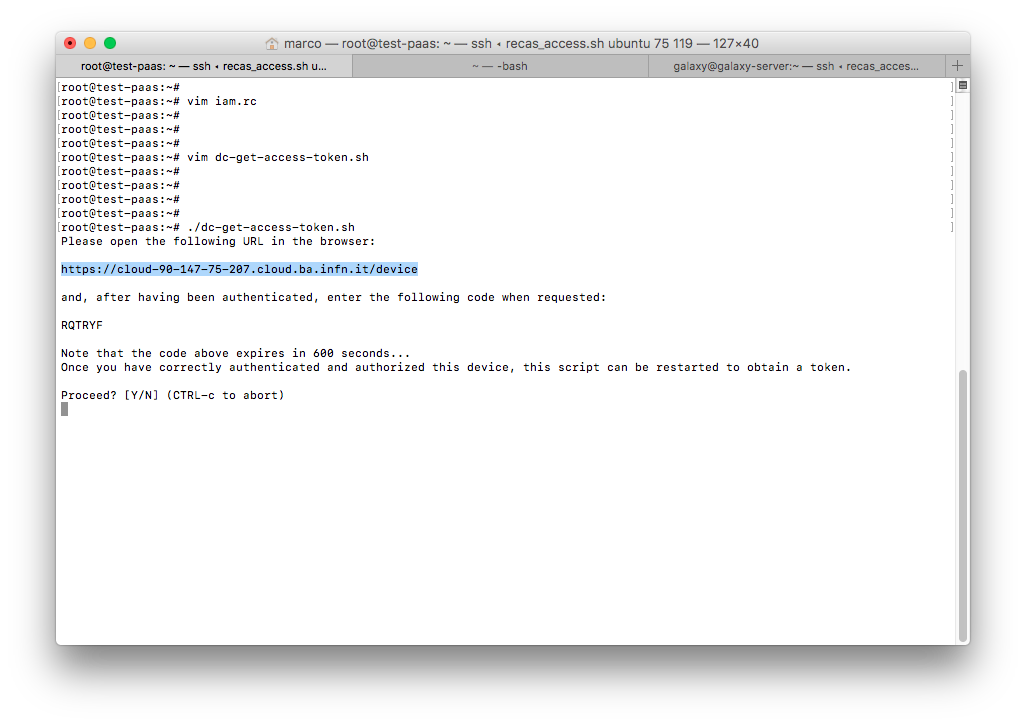 marco — root@test-paas: ~ — ssh ◂ recas_access.sh ubuntu 75 119 — 127×40
root@test-paas: ~ — ssh ◂ recas_access.sh u... ~ — -bash galaxy@galaxy-server:~ — ssh ◂ recas_acces... +
[root@test-paas:~# ]
[root@test-paas:~# vim iam.rc ]
[root@test-paas:~# ]
[root@test-paas:~# ]
[root@test-paas:~# ]
[root@test-paas:~# vim dc-get-access-token.sh ]
[root@test-paas:~# ]
[root@test-paas:~# ]
[root@test-paas:~# ]
[root@test-paas:~# ]
[root@test-paas:~# ./dc-get-access-token.sh ]
Please open the following URL in the browser:
https://cloud-90-147-75-207.cloud.ba.infn.it/device
and, after having been authenticated, enter the following code when requested:
RQTRYF
Note that the code above expires in 600 seconds...
Once you have correctly authenticated and authorized this device, this script can be restarted to obtain a token.
Proceed? [Y/N] (CTRL-c to abort)